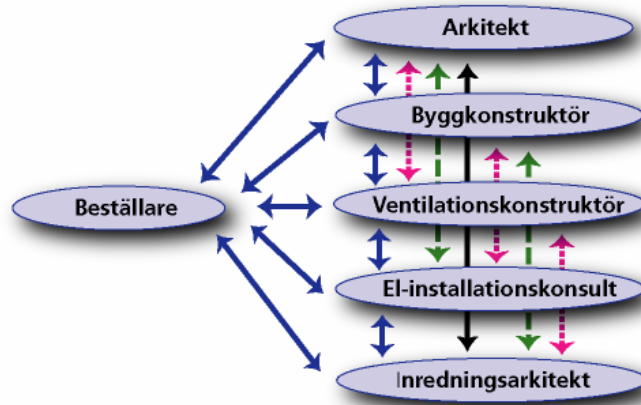 Arkitekt
Byggkonstruktör
Beställare
Ventilationskonstruktör
El-installationskonsult
Inredningsarkitekt